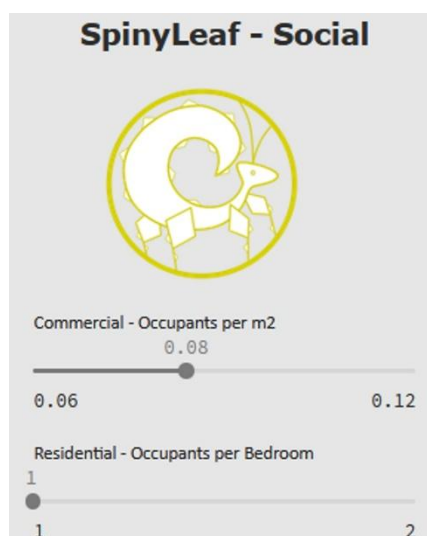 SpinyLeaf - Social
Commercial - Occupants per m2
0.08
0.06 0.12
Residential - Occupants per Bedroom
1
1 2